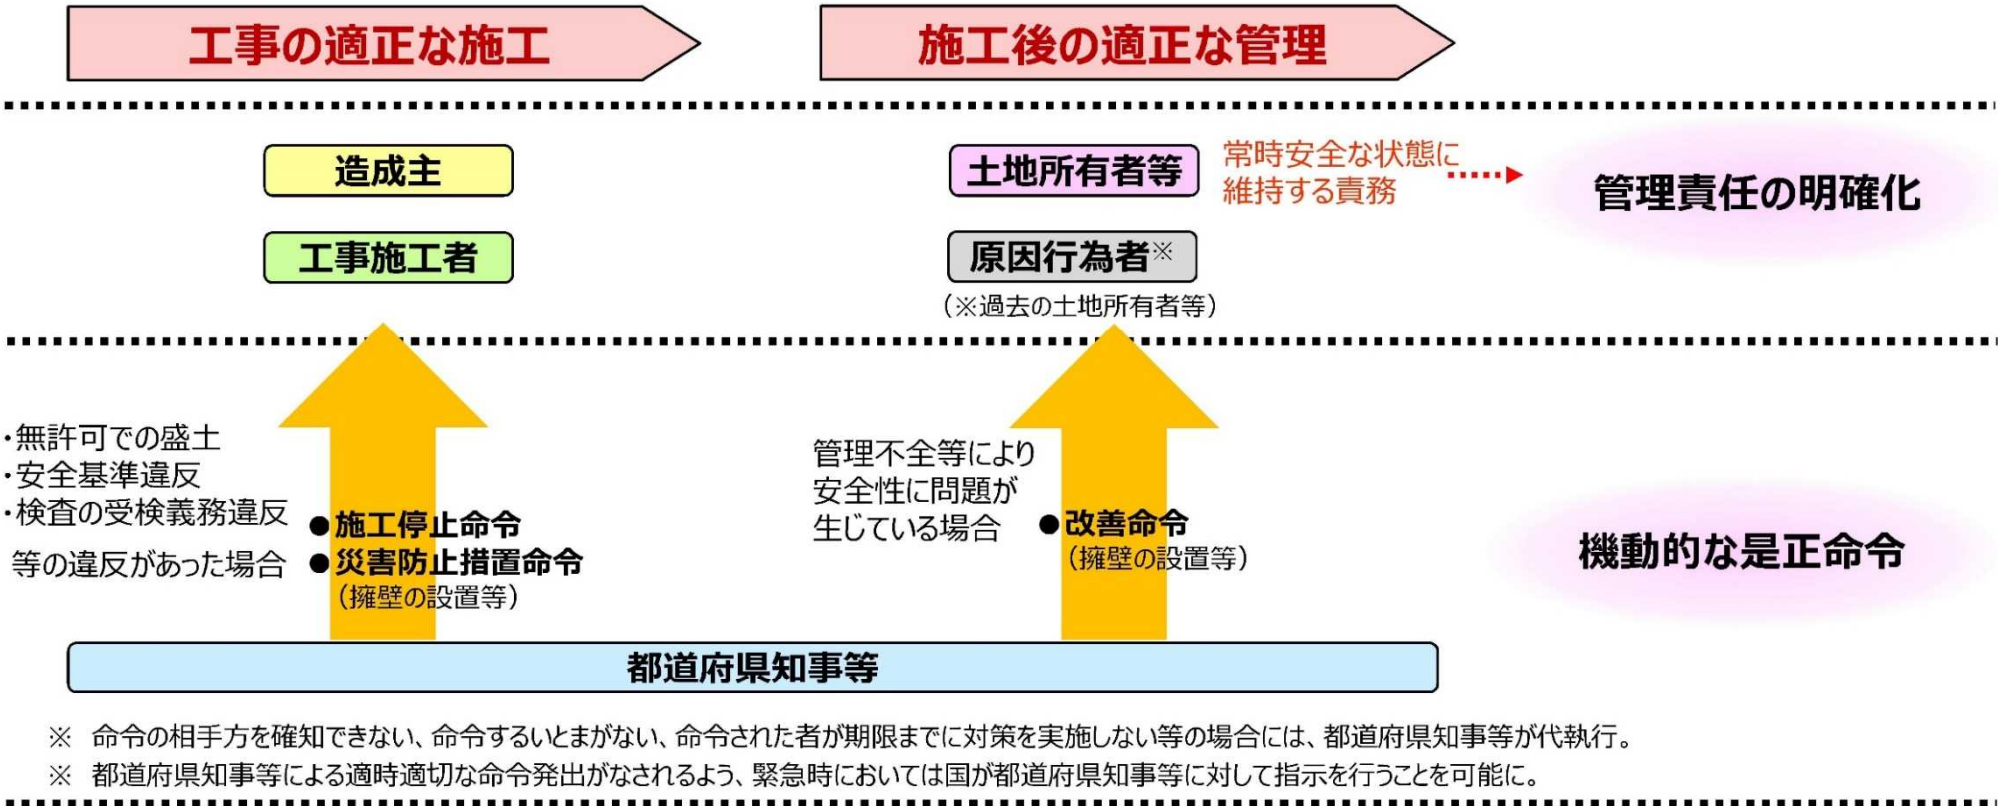 工事の適正な施工
施工後の適正な管理
造成主
工事施工者
土地所有者等
常時安全な状態に
維持する責務
管理責任の明確化
原因行為者※
（※過去の土地所有者等）
・無許可での盛土
・安全基準違反
・検査の受検義務違反
等の違反があった場合
●施工停止命令
●災害防止措置命令
（擁壁の設置等）
管理不全等により
安全性に問題が
生じている場合
●改善命令
（擁壁の設置等）
機動的な是正命令
都道府県知事等
※　命令の相手方を確知できない、命令するいとまがない、命令された者が期限までに対策を実施しない等の場合には、都道府県知事等が代執行。
※　都道府県知事等による適時適切な命令発出がなされるよう、緊急時においては国が都道府県知事等に対して指示を行うことを可能に。